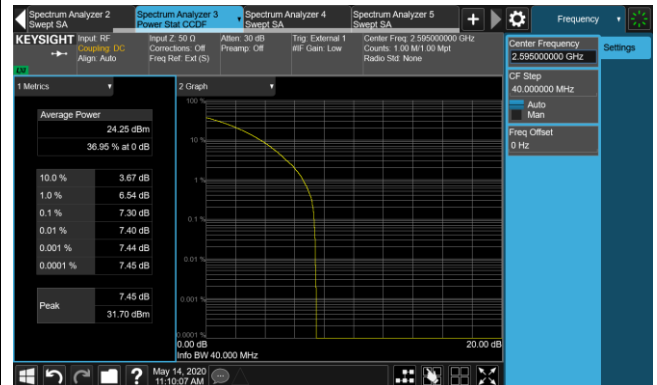 Spectrum Analyzer 2
Swept SA
Spectrum Analyzer 3
Power Stat CCDF
Spectrum Analyzer 4
Swept SA
Spectrum Analyzer 5
Swept SA
Frequency
KEYSIGHT
Input: RF
Coupling: DC
Align: Auto
Input Z: 50 Ω
Corrections: Off
Freq Ref: Ext (S)
Atten: 30 dB
Preamp: Off
Trig: External 1
#IF Gain: Low
Center Freq: 2.595000000 GHz
Counts: 1.00 M/1.00 Mpt
Radio Std: None
Center Frequency
2.595000000 GHz
Settings
CF Step
40.000000 MHz
Auto
Man
Freq Offset
0 Hz
1 Metrics
Average Power
24.25 dBm
36.95 % at 0 dB
10.0 % 3.67 dB
1.0 % 6.54 dB
0.1 % 7.30 dB
0.01 % 7.40 dB
0.001 % 7.44 dB
0.0001 % 7.45 dB
Peak
7.45 dB
31.70 dBm
2 Graph
100 %
10 %
1 %
0.1 %
0.01 %
0.001 %
0.0001 %
0.00 dB
20.00 dB
Info BW 40.000 MHz
?
May 14, 2020
11:10:07 AM